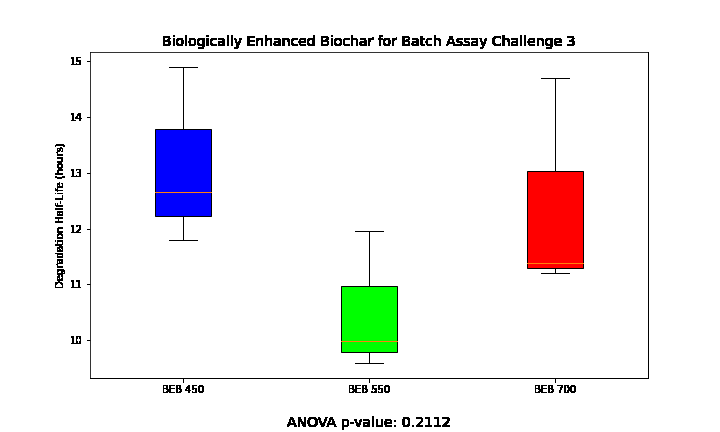 Biologically Enhanced Biochar for Batch Assay Challenge 3
Degradation Half-Life (hours)
15
14
13
12
11
10
BEB 450
BEB 550
BEB 700
ANOVA p-value: 0.2112